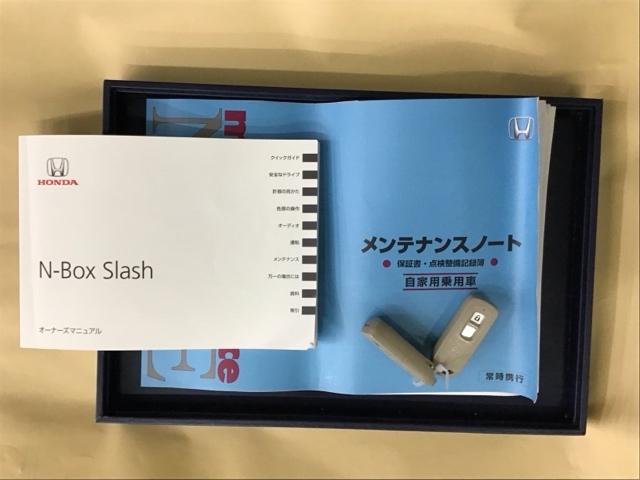 HONDA
N-Box Slash
オーナーズマニュアル
クイックガイド
安全なドライブ
計器の見かた
各部の操作
オーディオ
運転
メンテナンス
万一の場合には
資料
索引
メンテナンスノート
● 保証書・点検整備記録簿 ●
自家用乗用車
常時携行